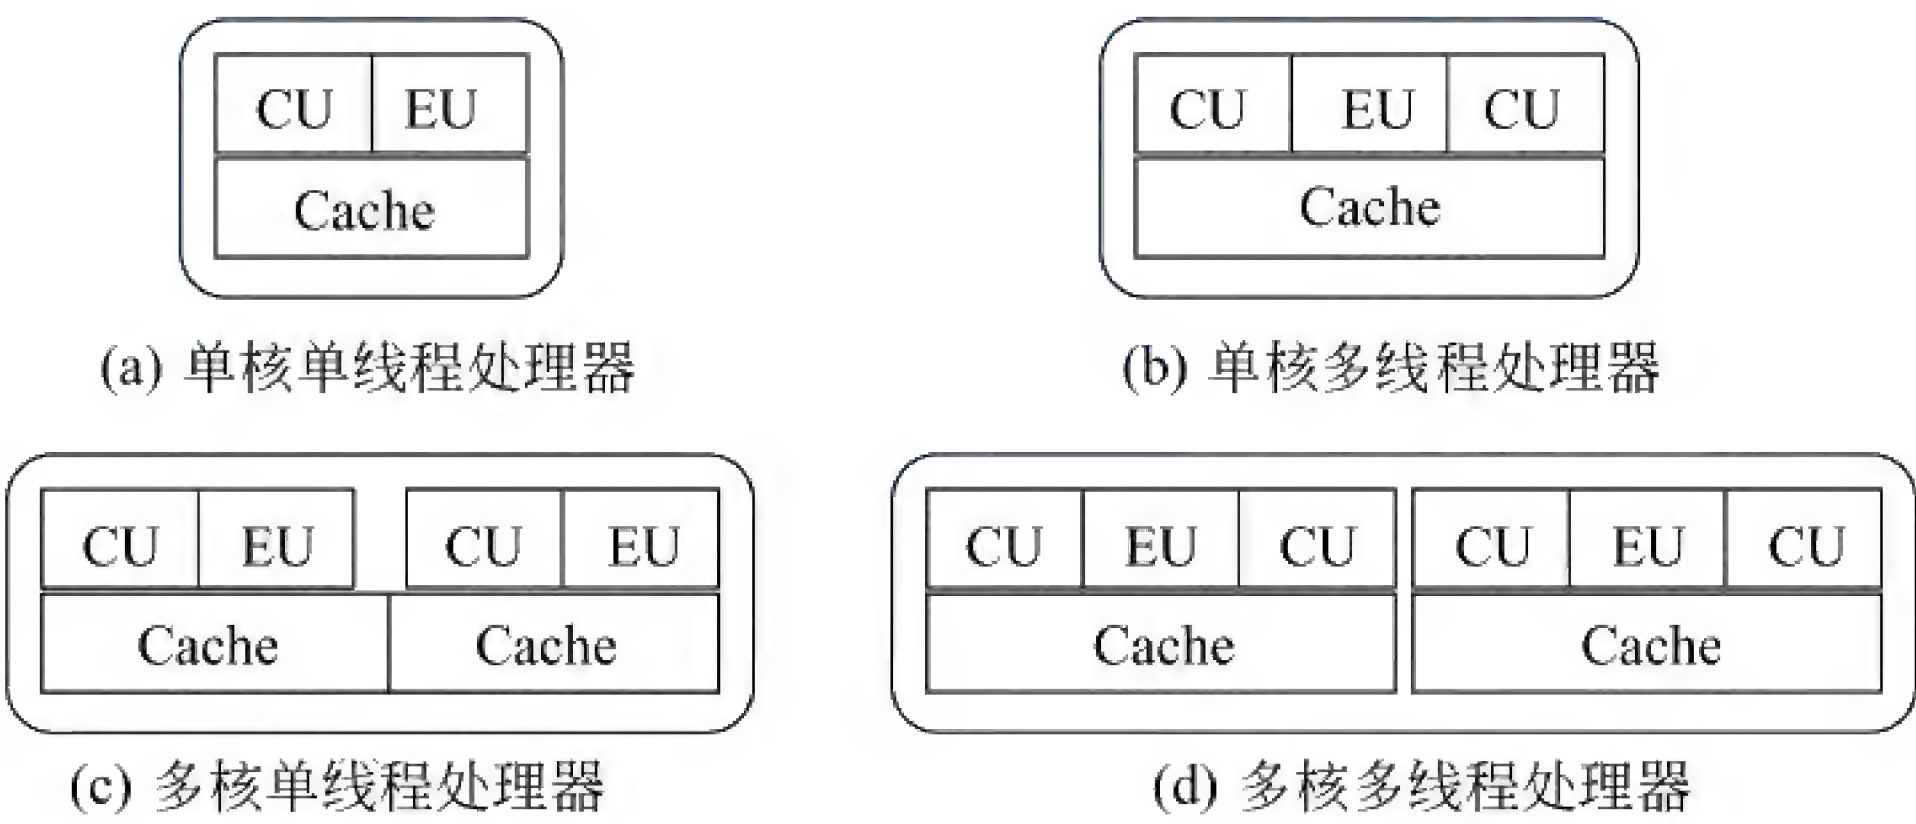 CU EU CU EU CU
Cache Cache
(a) 单核单线程处理器 (b) 单核多线程处理器
CU EU CU EU CU EU CU CU EU CU
Cache Cache Cache Cache
(c) 多核单线程处理器 (d) 多核多线程处理器